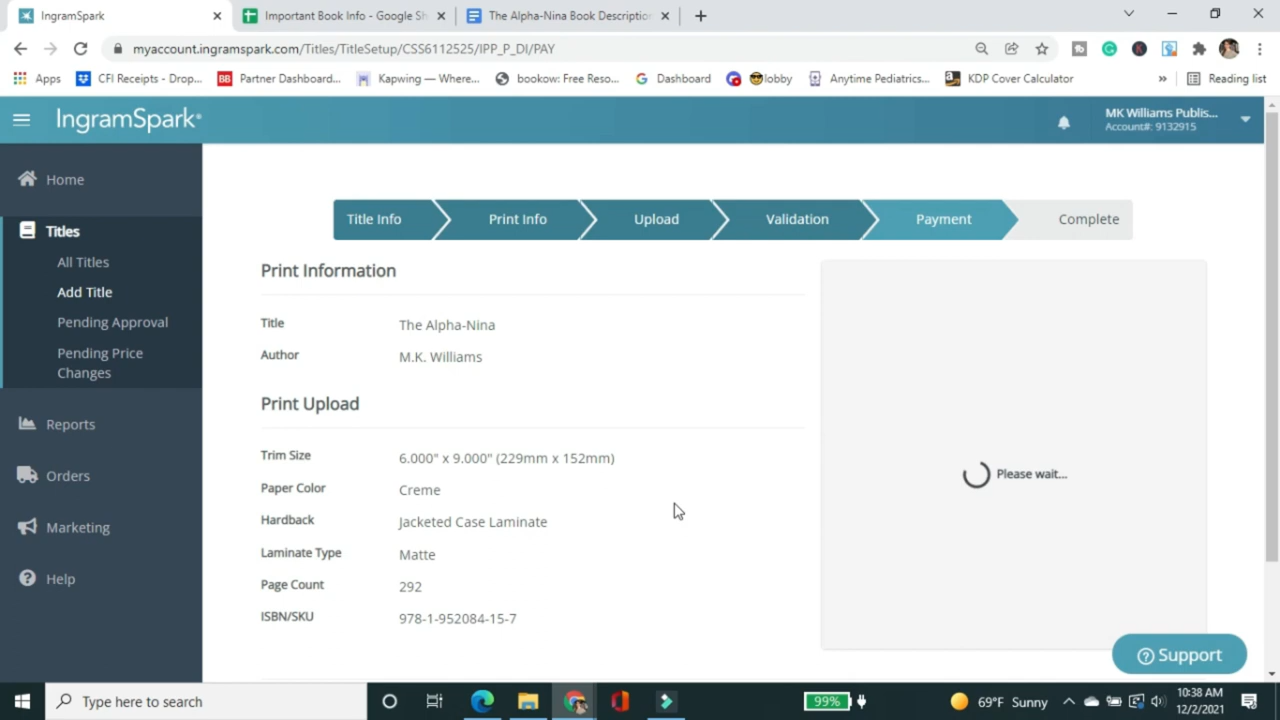 IngramSpark
Important Book Info - Google Sh
The Alpha-Nina Book Description
myaccount.ingramspark.com/Titles/TitleSetup/CSS6112525/IPP_P_DI/PAY
Apps
CFI Receipts - Drop...
BB
Partner Dashboard...
Kapwing — Where...
bookow: Free Reso...
Dashboard
lobby
Anytime Pediatrics...
KDP Cover Calculator
»
Reading list
IngramSpark®
MK Williams Publis...
Account#: 9132915
Home
Titles
All Titles
Add Title
Pending Approval
Pending Price
Changes
Reports
Orders
Marketing
Help
Title Info
Print Info
Upload
Validation
Payment
Complete
Print Information
Title The Alpha-Nina
Author M.K. Williams
Print Upload
Trim Size 6.000" x 9.000" (229mm x 152mm)
Paper Color Creme
Hardback Jacketed Case Laminate
Laminate Type Matte
Page Count 292
ISBN/SKU 978-1-952084-15-7
Please wait...
Support
Type here to search
99%
69°F Sunny
10:38 AM
12/2/2021